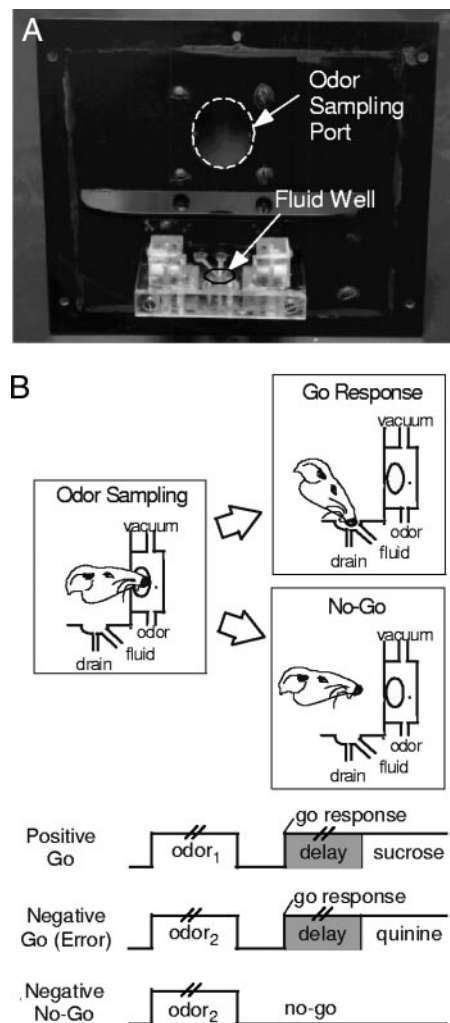 A
Odor
Sampling
Port
Fluid Well
B
Go Response
vacuum
odor
fluid
drain
Odor Sampling
vacuum
odor
fluid
drain
No-Go
vacuum
odor
fluid
drain
Positive
Go
odor1
go response
delay
sucrose
Negative
Go (Error)
odor2
go response
delay
quinine
Negative
No-Go
odor2
no-go